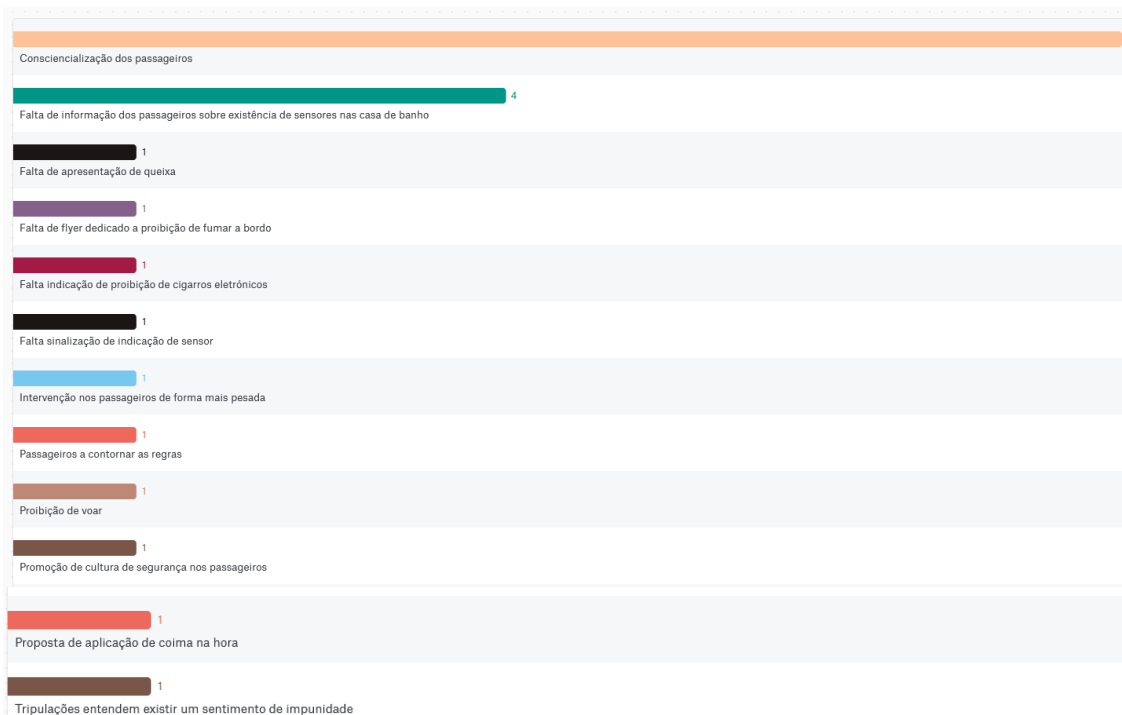 Consciencialização dos passageiros
4
Falta de informação dos passageiros sobre existência de sensores nas casa de banho
1
Falta de apresentação de queixa
1
Falta de flyer dedicado a proibição de fumar a bordo
1
Falta indicação de proibição de cigarros eletrónicos
1
Falta sinalização de indicação de sensor
1
Intervenção nos passageiros de forma mais pesada
1
Passageiros a contornar as regras
1
Proibição de voar
1
Promoção de cultura de segurança nos passageiros
1
Proposta de aplicação de coima na hora
1
Tripulações entendem existir um sentimento de impunidade